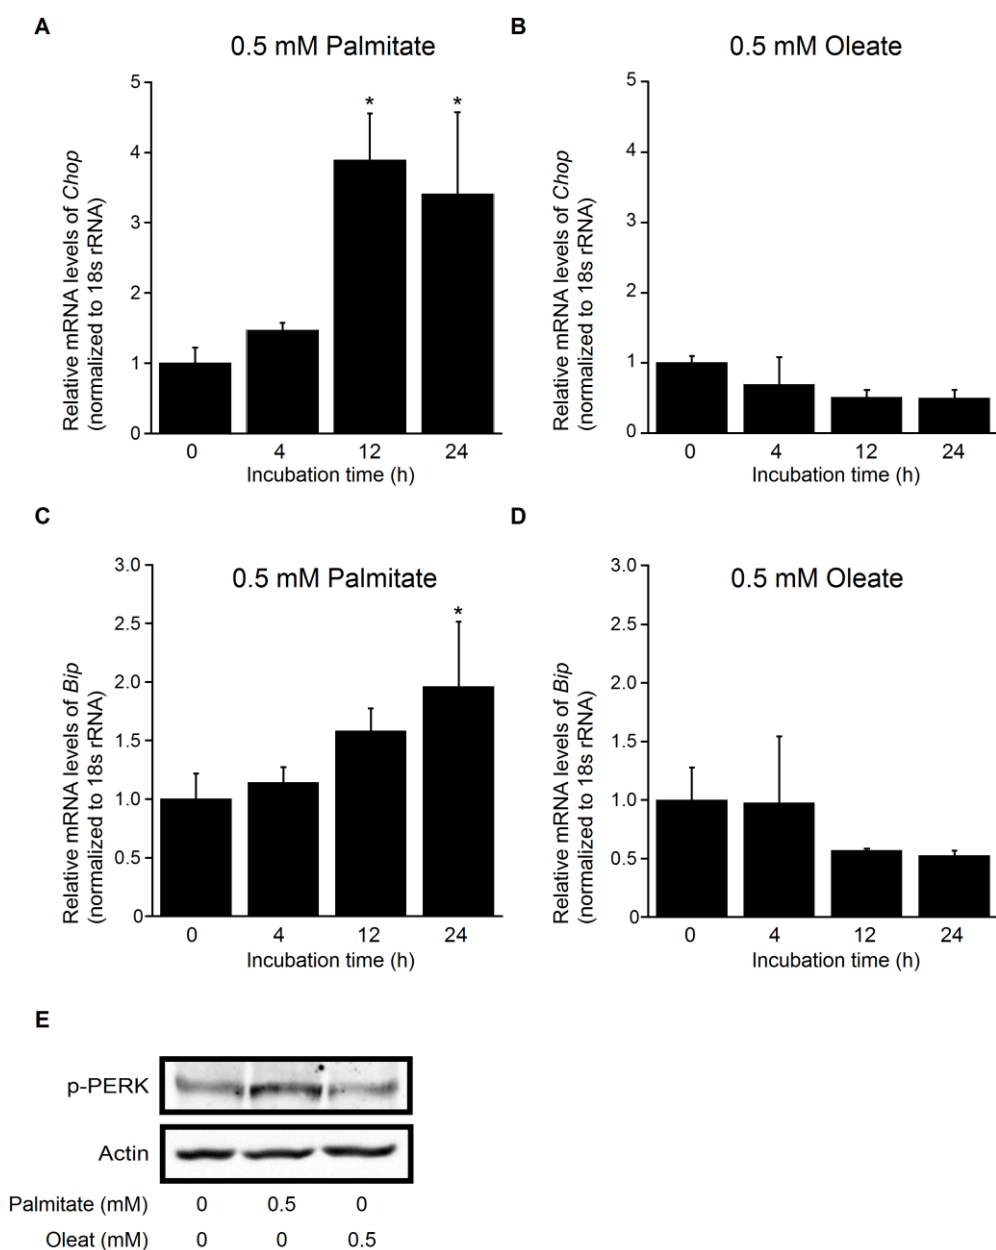 A
0.5 mM Palmitate
Relative mRNA levels of Chop
(normalized to 18s rRNA)
5
*
*
4
3
2
1
0
0 4 12 24
Incubation time (h)
B
0.5 mM Oleate
Relative mRNA levels of Chop
(normalized to 18s rRNA)
5
4
3
2
1
0
0 4 12 24
Incubation time (h)
C
0.5 mM Palmitate
Relative mRNA levels of Bip
(normalized to 18s rRNA)
3.0
*
2.5
2.0
1.5
1.0
0.5
0
0 4 12 24
Incubation time (h)
D
0.5 mM Oleate
Relative mRNA levels of Bip
(normalized to 18s rRNA)
3.0
2.5
2.0
1.5
1.0
0.5
0
0 4 12 24
Incubation time (h)
E
p-PERK
Actin
Palmitate (mM) 0 0.5 0
Oleat (mM) 0 0 0.5